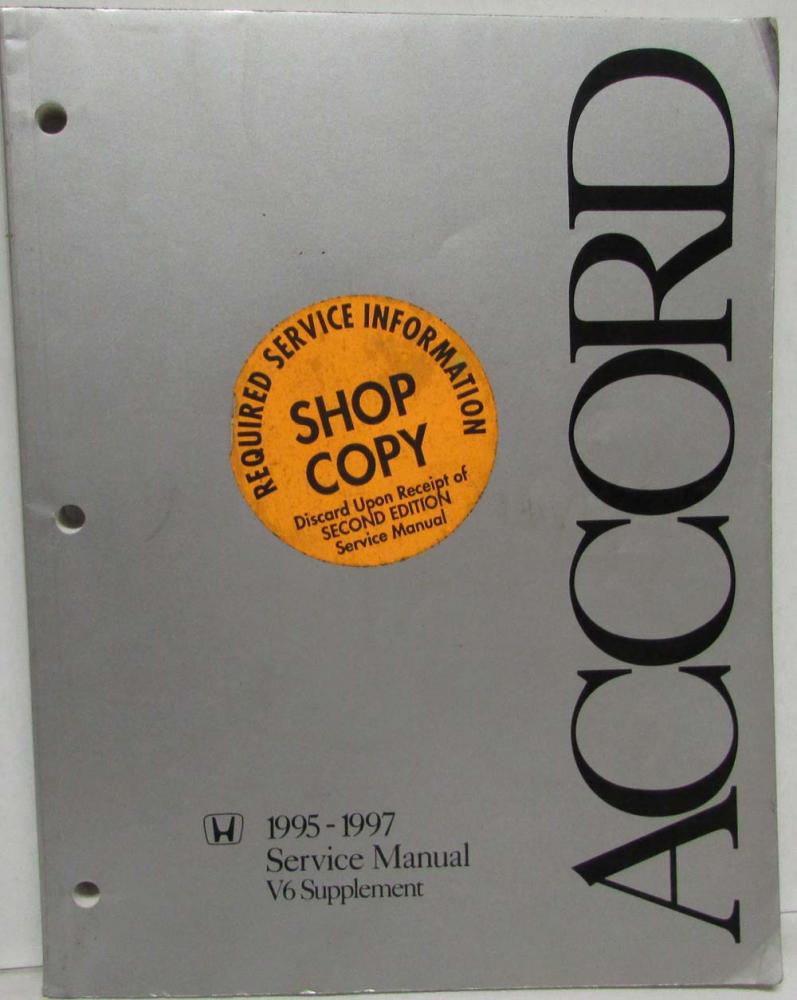 ACCORD
REQUIRED SERVICE INFORMATION
SHOP
COPY
Discard Upon Receipt of
SECOND EDITION
Service Manual
1995-1997
Service Manual
V6 Supplement